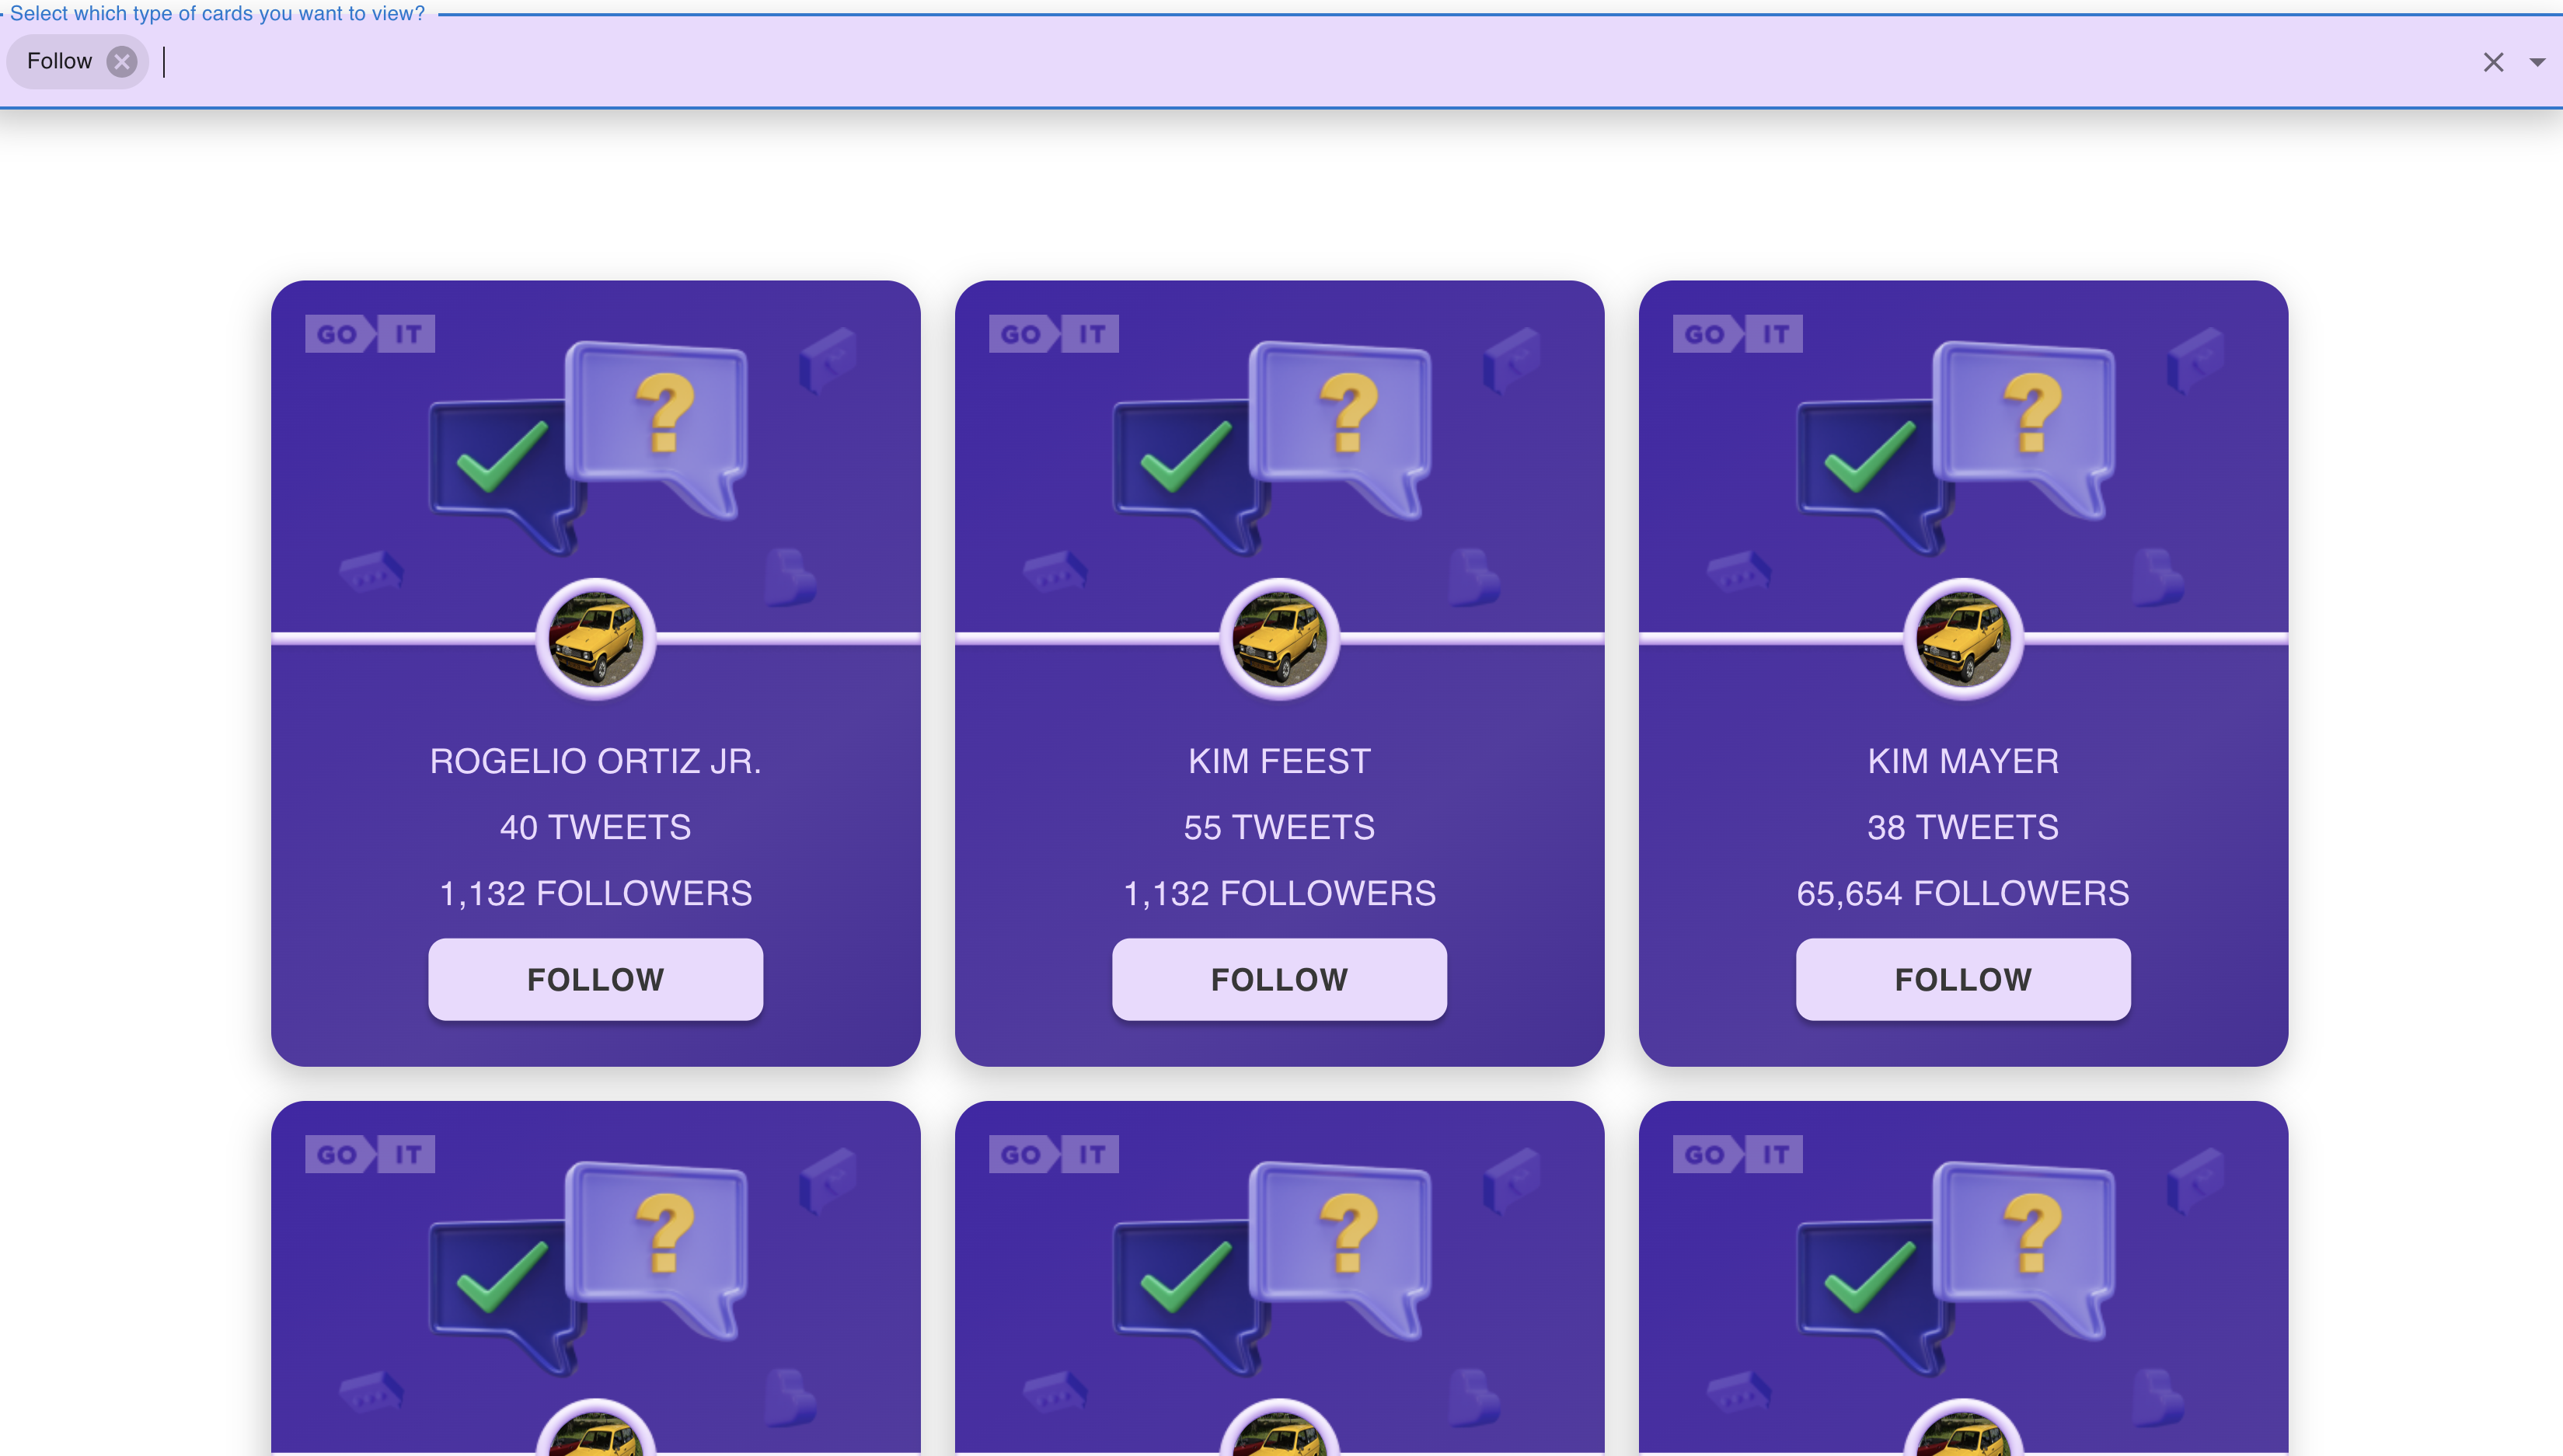 Select which type of cards you want to view?
Follow
GO IT
GO IT
GO IT
?
?
?
ROGELIO ORTIZ JR.
KIM FEEST
KIM MAYER
40 TWEETS
55 TWEETS
38 TWEETS
1,132 FOLLOWERS
1,132 FOLLOWERS
65,654 FOLLOWERS
FOLLOW
FOLLOW
FOLLOW
GO IT
GO IT
GO IT
?
?
?